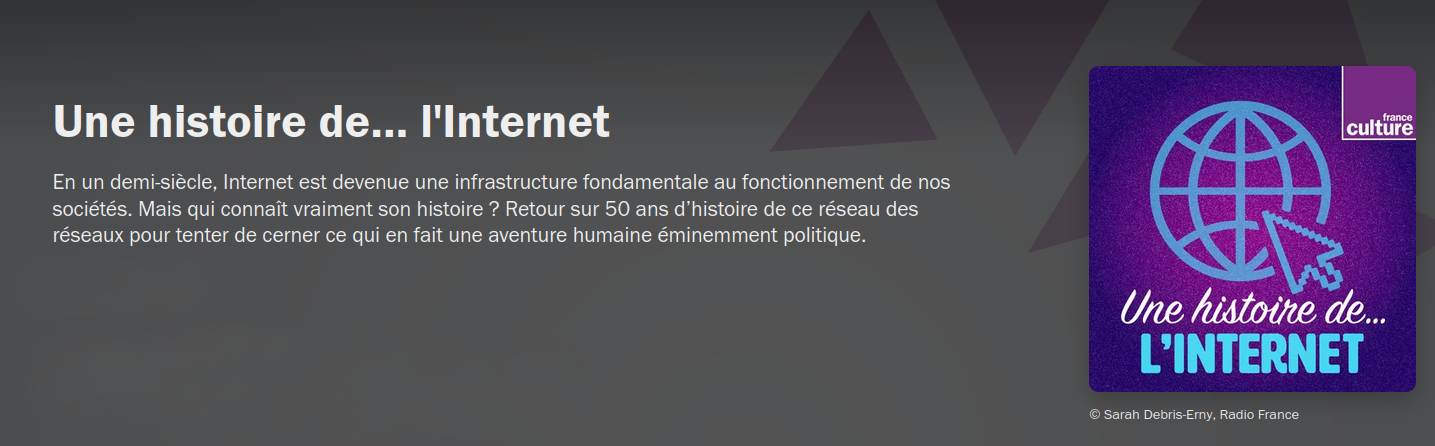 Une histoire de... l'Internet
En un demi-siècle, Internet est devenue une infrastructure fondamentale au fonctionnement de nos
sociétés. Mais qui connaît vraiment son histoire ? Retour sur 50 ans d’histoire de ce réseau des
réseaux pour tenter de cerner ce qui en fait une aventure humaine éminemment politique.
france
culture
Une histoire de...
L’INTERNET
© Sarah Debris-Erny, Radio France